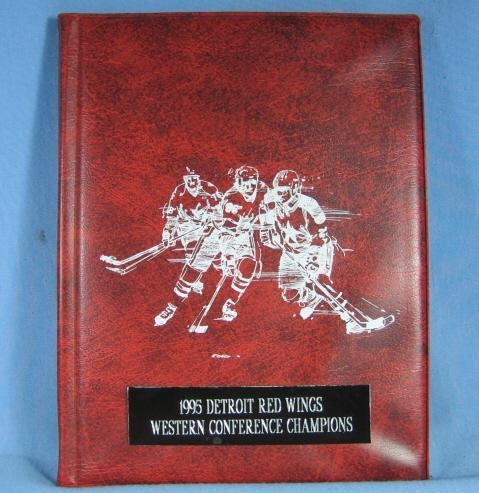 1995 DETROIT RED WINGS
WESTERN CONFERENCE CHAMPIONS